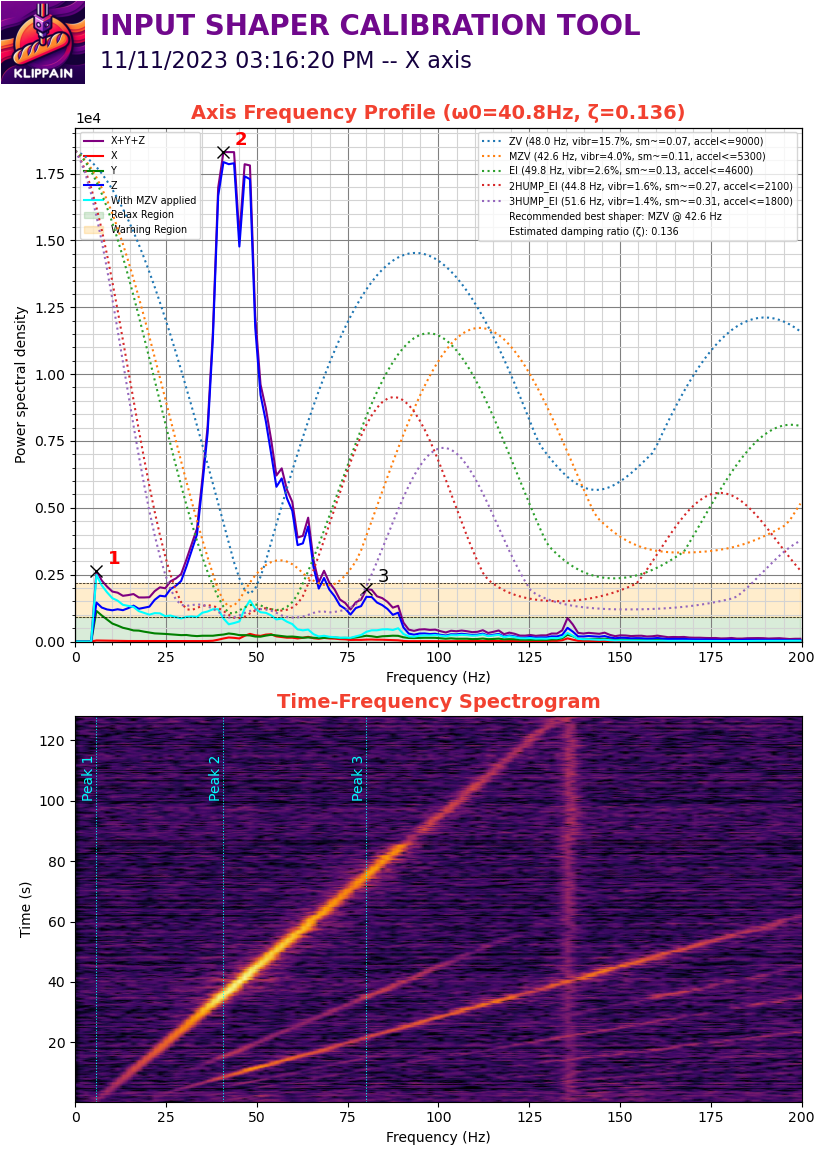 KLIPPAIN
INPUT SHAPER CALIBRATION TOOL
11/11/2023 03:16:20 PM -- X axis
Axis Frequency Profile (ω0=40.8Hz, ζ=0.136)
1e4
X+Y+Z
X
Y
Z
With MZV applied
Relax Region
Warning Region
ZV (48.0 Hz, vibr=15.7%, sm~=0.07, accel<=9000)
MZV (42.6 Hz, vibr=4.0%, sm~=0.11, accel<=5300)
EI (49.8 Hz, vibr=2.6%, sm~=0.13, accel<=4600)
2HUMP_EI (44.8 Hz, vibr=1.6%, sm~=0.27, accel<=2100)
3HUMP_EI (51.6 Hz, vibr=1.4%, sm~=0.31, accel<=1800)
Recommended best shaper: MZV @ 42.6 Hz
Estimated damping ratio (ζ): 0.136
1
2
3
Power spectral density
1.75
1.50
1.25
1.00
0.75
0.50
0.25
0.00
0 25 50 75 100 125 150 175 200
Frequency (Hz)
Time-Frequency Spectrogram
Peak 1
Peak 2
Peak 3
Time (s)
120
100
80
60
40
20
0 25 50 75 100 125 150 175 200
Frequency (Hz)